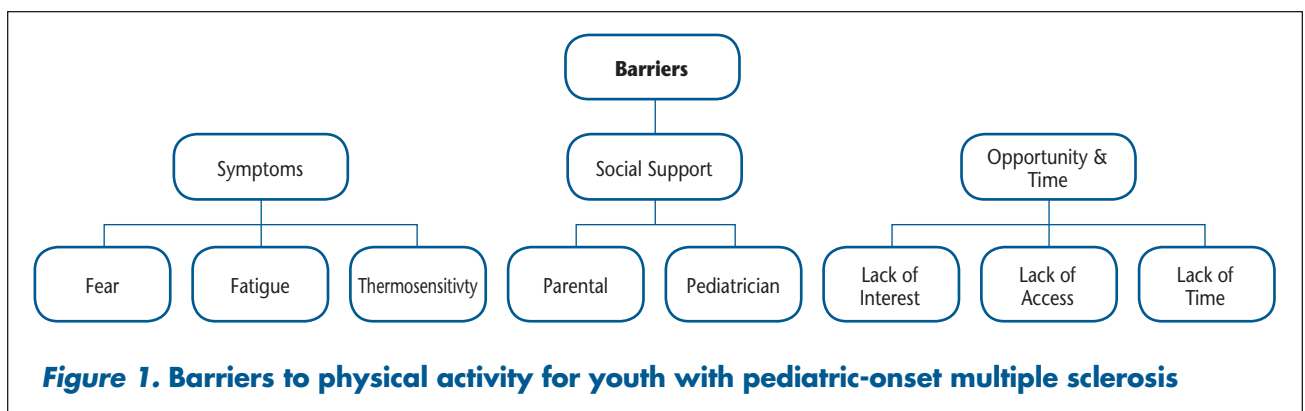 Barriers
Symptoms
Social Support
Opportunity &
Time
Fear
Fatigue
Thermosensitivty
Parental
Pediatrician
Lack of
Interest
Lack of
Access
Lack of
Time
Figure 1. Barriers to physical activity for youth with pediatric-onset multiple sclerosis